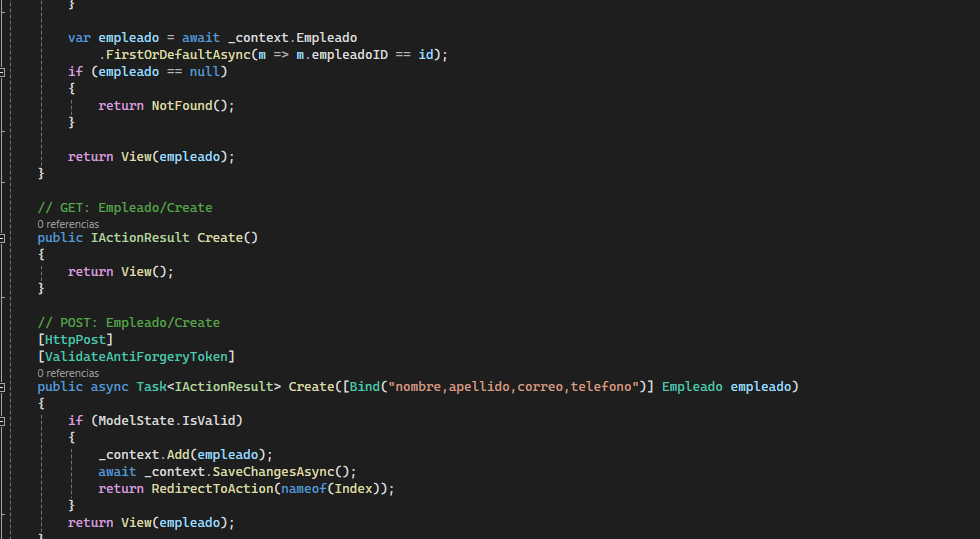 }
var empleado = await _context.Empleado
.FirstOrDefaultAsync(m => m.empleadoID == id);
if (empleado == null)
{
return NotFound();
}
return View(empleado);
}
// GET: Empleado/Create
0 referencias
public IActionResult Create()
{
return View();
}
// POST: Empleado/Create
[HttpPost]
[ValidateAntiForgeryToken]
0 referencias
public async Task<IActionResult> Create([Bind("nombre,apellido,correo,telefono")] Empleado empleado)
{
if (ModelState.IsValid)
{
_context.Add(empleado);
await _context.SaveChangesAsync();
return RedirectToAction(nameof(Index));
}
return View(empleado);
}